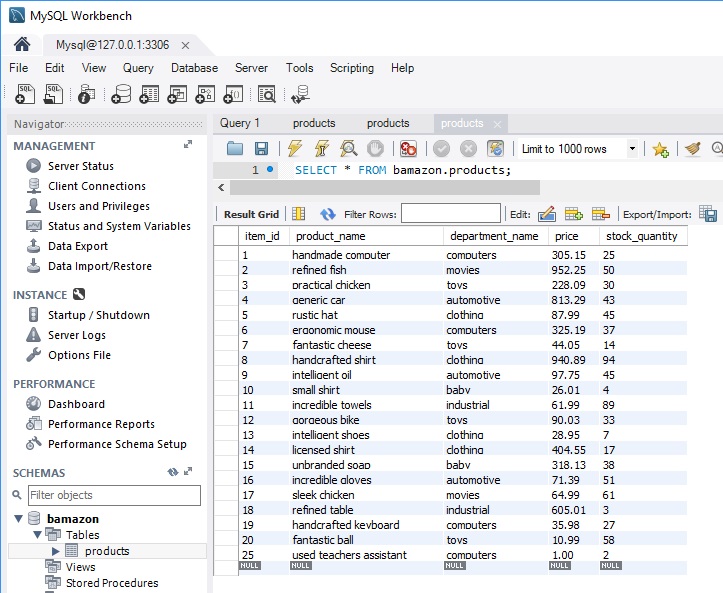 MySQL Workbench
Mysql@127.0.0.1:3306
File Edit View Query Database Server Tools Scripting Help
Navigator
MANAGEMENT
Server Status
Client Connections
Users and Privileges
Status and System Variables
Data Export
Data Import/Restore
INSTANCE
Startup / Shutdown
Server Logs
Options File
PERFORMANCE
Dashboard
Performance Reports
Performance Schema Setup
SCHEMAS
Filter objects
bamazon
Tables
products
Views
Stored Procedures
Query 1 products products products
Limit to 1000 rows
1 SELECT * FROM bamazon.products;
Result Grid Filter Rows: Edit: Export/Import:
item_id product_name department_name price stock_quantity
1 handmade computer computers 305.15 25
2 refined fish movies 952.25 50
3 practical chicken toys 228.09 30
4 generic car automotive 813.29 43
5 rustic hat clothing 87.99 45
6 ergonomic mouse computers 325.19 37
7 fantastic cheese toys 44.05 14
8 handcrafted shirt clothing 940.89 94
9 intelligent oil automotive 97.75 45
10 small shirt baby 26.01 4
11 incredible towels industrial 61.99 89
12 gorgeous bike toys 90.03 33
13 intelligent shoes clothing 28.95 7
14 licensed shirt clothing 404.55 17
15 unbranded soap baby 318.13 38
16 incredible gloves automotive 71.39 51
17 sleek chicken movies 64.99 61
18 refined table industrial 605.01 3
19 handcrafted keyboard computers 35.98 27
20 fantastic ball toys 10.99 58
25 used teachers assistant computers 1.00 2
NULL NULL NULL NULL NULL